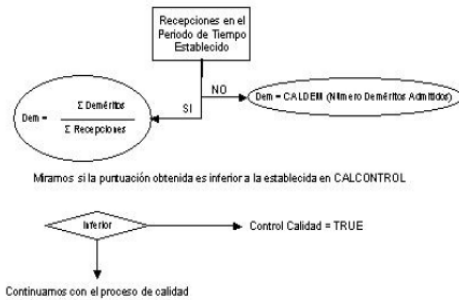 Recepciones en el
Periodo de Tiempo
Establecido
NO
SI
Dem = CALDEM (Número Deméritos Admitidos)
Dem =
Σ Deméritos
Σ Recepciones
Miramos si la puntuación obtenida es inferior a la establecida en CALCONTROL
Inferior
Control Calidad = TRUE
Continuamos con el proceso de calidad